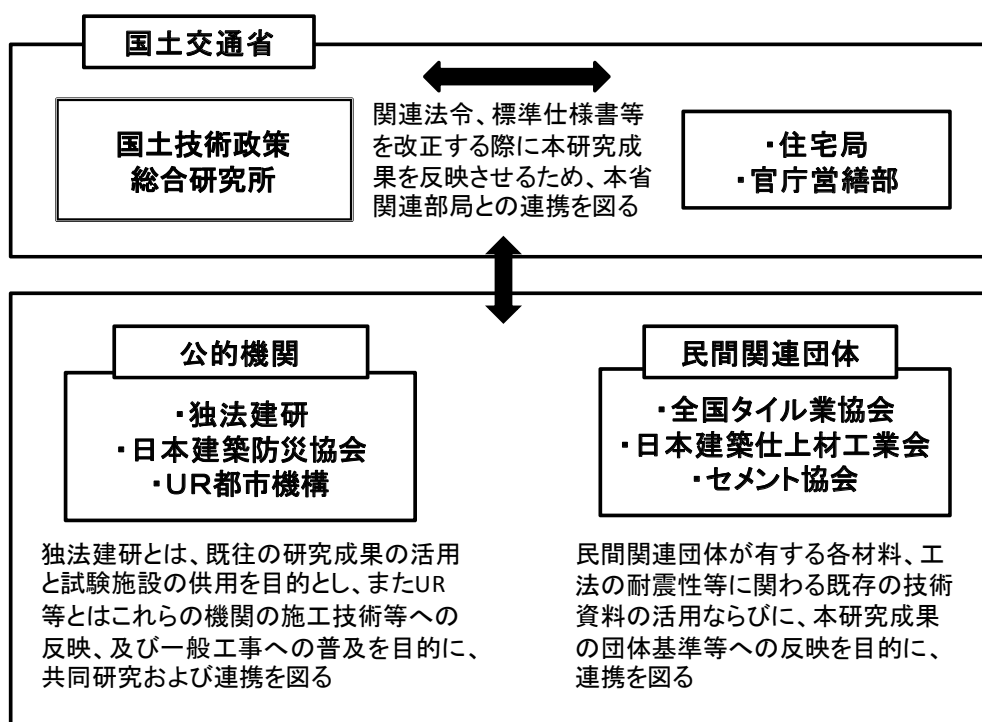 国土交通省
国土技術政策
総合研究所
関連法令、標準仕様書等
を改正する際に本研究成
果を反映させるため、本省
関連部局との連携を図る
・住宅局
・官庁営繕部
公的機関
・独法建研
・日本建築防災協会
・UR都市機構
独法建研とは、既往の研究成果の活用
と試験施設の供用を目的とし、またUR
等とはこれらの機関の施工技術等への
反映、及び一般工事への普及を目的に、
共同研究および連携を図る
民間関連団体
・全国タイル業協会
・日本建築仕上材工業会
・セメント協会
民間関連団体が有する各材料、工
法の耐震性等に関わる既存の技術
資料の活用ならびに、本研究成果
の団体基準等への反映を目的に、
連携を図る